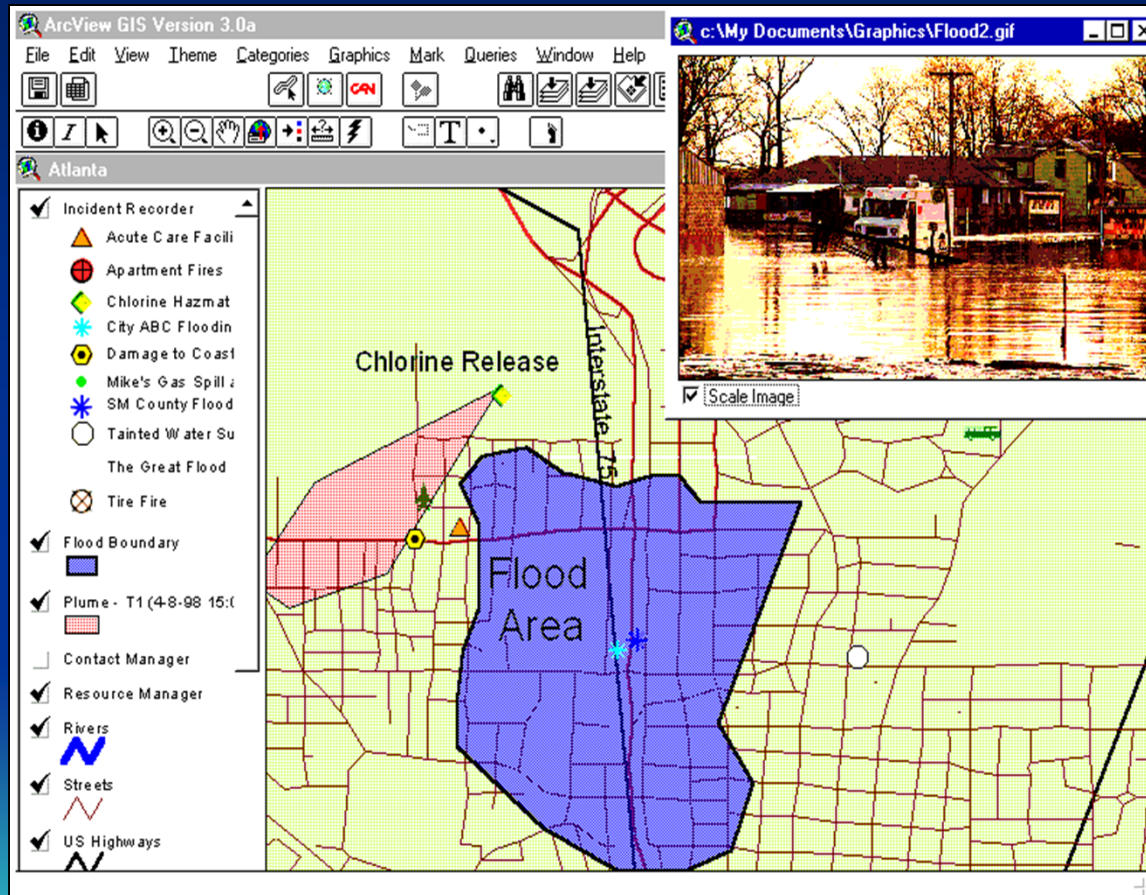 ArcView GIS Version 3.0a
File Edit View Theme Categories Graphics Mark Queries Window Help
CAN
I
T
c:\My Documents\Graphics\Flood2.gif
Scale Image
Atlanta
Incident Recorder
Acute Care Facili
Apartment Fires
Chlorine Hazmat
City ABC Floodin
Damage to Coast
Mike's Gas Spill
SM County Flood
Tainted Water Su
The Great Flood
Tire Fire
Flood Boundary
Plume - T1 (4-8-98 15:0
Contact Manager
Resource Manager
Rivers
Streets
US Highways
Chlorine Release
Interstate 75
Flood
Area